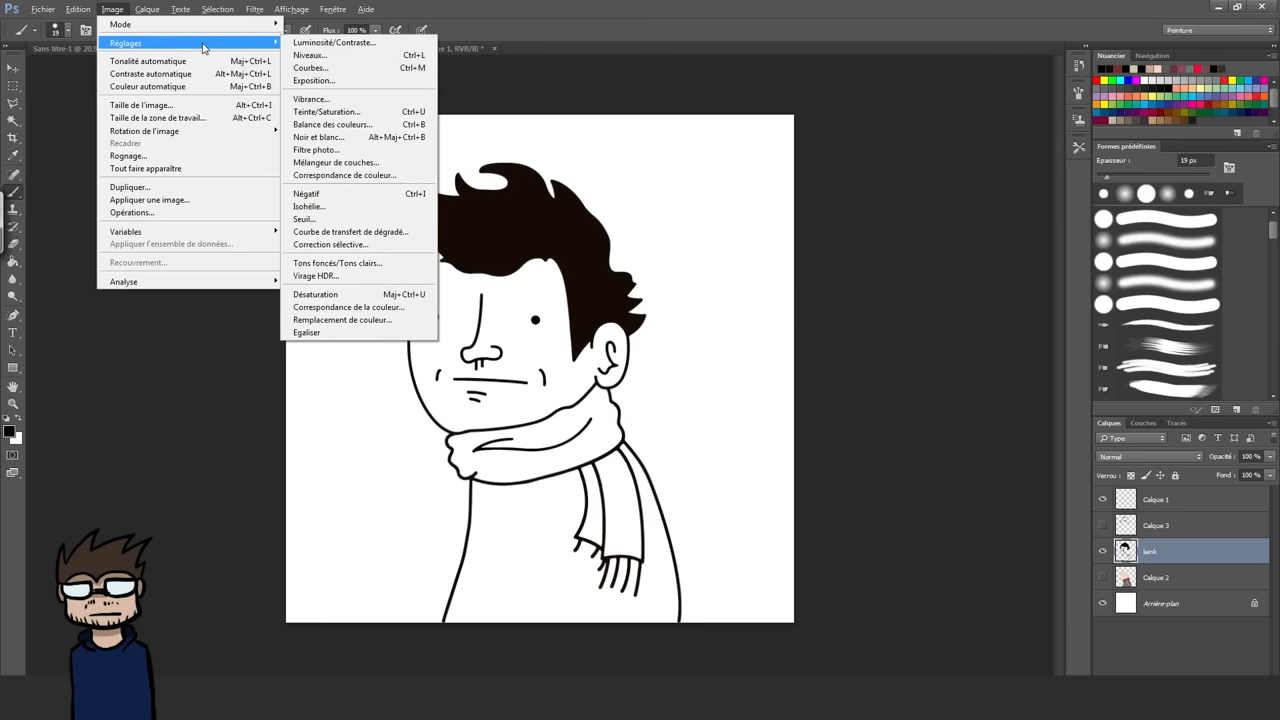 Ps Fichier Edition Image Calque Texte Sélection Filtre Affichage Fenêtre Aide
19
Flux : 100 %
Peinture
Sans titre-1 @ 20,9
1, RVB/8) * ×
Mode
Réglages
Tonalité automatique Maj+Ctrl+L
Contraste automatique Alt+Maj+Ctrl+L
Couleur automatique Maj+Ctrl+B
Taille de l'image... Alt+Ctrl+I
Taille de la zone de travail... Alt+Ctrl+C
Rotation de l'image
Recadrer
Rognage...
Tout faire apparaître
Dupliquer...
Appliquer une image...
Opérations...
Variables
Appliquer l'ensemble de données...
Recouvrement...
Analyse
Luminosité/Contraste...
Niveaux... Ctrl+L
Courbes... Ctrl+M
Exposition...
Vibrance...
Teinte/Saturation... Ctrl+U
Balance des couleurs... Ctrl+B
Noir et blanc... Alt+Maj+Ctrl+B
Filtre photo...
Mélangeur de couches...
Correspondance de couleur...
Négatif Ctrl+I
Isohélie...
Seuil...
Courbe de transfert de dégradé...
Correction sélective...
Tons foncés/Tons clairs...
Virage HDR...
Désaturation Maj+Ctrl+U
Correspondance de la couleur...
Remplacement de couleur...
Egaliser
Nuancier Navigation
Formes prédéfinies
Epaisseur : 19 px
Calques Couches Tracés
Type
Normal Opacité : 100 %
Verrou : Fond : 100 %
Calque 1
Calque 3
laink
Calque 2
Arrière-plan